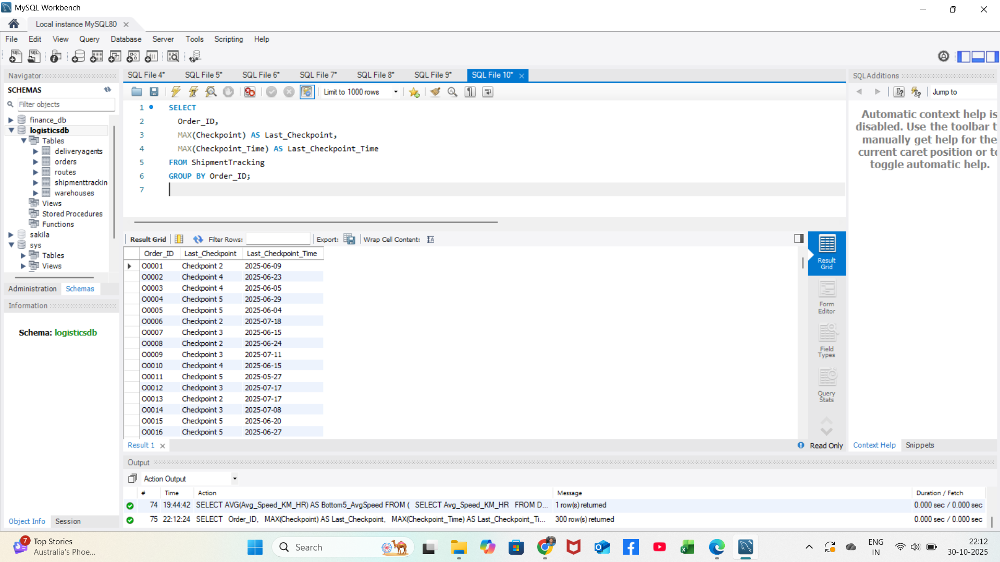 MySQL Workbench
Local instance MySQL80
File Edit View Query Database Server Tools Scripting Help
Navigator
SCHEMAS
Filter objects
finance_db
logisticsdb
Tables
deliveryagents
orders
routes
shipmenttrackin
warehouses
Views
Stored Procedures
Functions
sakila
sys
Tables
Views
Administration Schemas
Information
Schema: logisticsdb
Object Info Session
SQL File 4* SQL File 5* SQL File 6* SQL File 7* SQL File 8* SQL File 9* SQL File 10*
Limit to 1000 rows
1 SELECT
2 Order_ID,
3 MAX(Checkpoint) AS Last_Checkpoint,
4 MAX(Checkpoint_Time) AS Last_Checkpoint_Time
5 FROM ShipmentTracking
6 GROUP BY Order_ID;
7
Result Grid Filter Rows: Export: Wrap Cell Content:
Order_ID Last_Checkpoint Last_Checkpoint_Time
O0001 Checkpoint 2 2025-06-09
O0002 Checkpoint 4 2025-06-23
O0003 Checkpoint 4 2025-06-05
O0004 Checkpoint 5 2025-06-29
O0005 Checkpoint 5 2025-06-04
O0006 Checkpoint 2 2025-07-18
O0007 Checkpoint 3 2025-06-15
O0008 Checkpoint 2 2025-06-24
O0009 Checkpoint 3 2025-07-11
O0010 Checkpoint 4 2025-06-15
O0011 Checkpoint 5 2025-05-27
O0012 Checkpoint 3 2025-07-17
O0013 Checkpoint 2 2025-07-17
O0014 Checkpoint 3 2025-07-08
O0015 Checkpoint 5 2025-06-20
O0016 Checkpoint 5 2025-06-27
Result
Grid
Form
Editor
Field
Types
Query
Stats
Result 1
Read Only
SQLAdditions
Jump to
Automatic context help is
disabled. Use the toolbar t
manually get help for the
current caret position or to
toggle automatic help.
Context Help Snippets
Output
Action Output
# Time Action Message Duration / Fetch
74 19:44:42 SELECT AVG(Avg_Speed_KM_HR) AS Bottom5_AvgSpeed FROM ( SELECT Avg_Speed_KM_HR FROM D... 1 row(s) returned 0.000 sec / 0.000 sec
75 22:12:24 SELECT Order_ID, MAX(Checkpoint) AS Last_Checkpoint, MAX(Checkpoint_Time) AS Last_Checkpoint_Ti... 300 row(s) returned 0.000 sec / 0.000 sec
7
Top Stories
Australia's Phoe...
Search
ENG
IN
22:12
30-10-2025